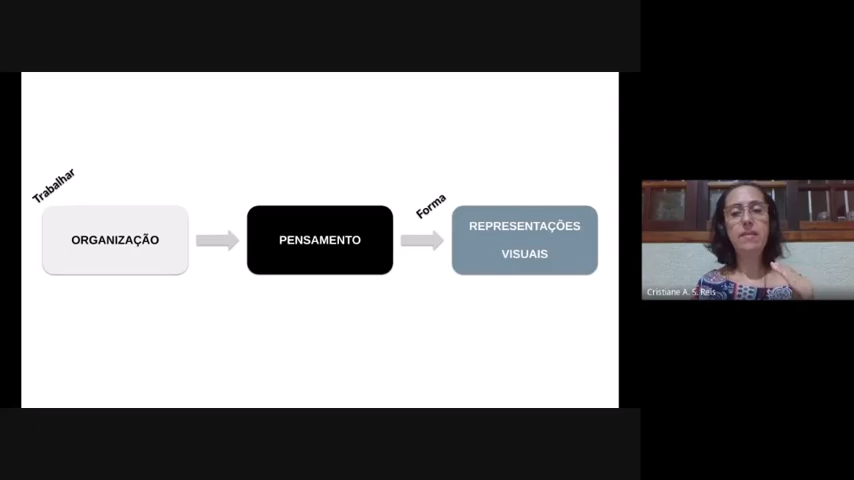 Trabalhar
ORGANIZAÇÃO
PENSAMENTO
Forma
REPRESENTAÇÕES
VISUAIS
Cristiane A. S. Reis